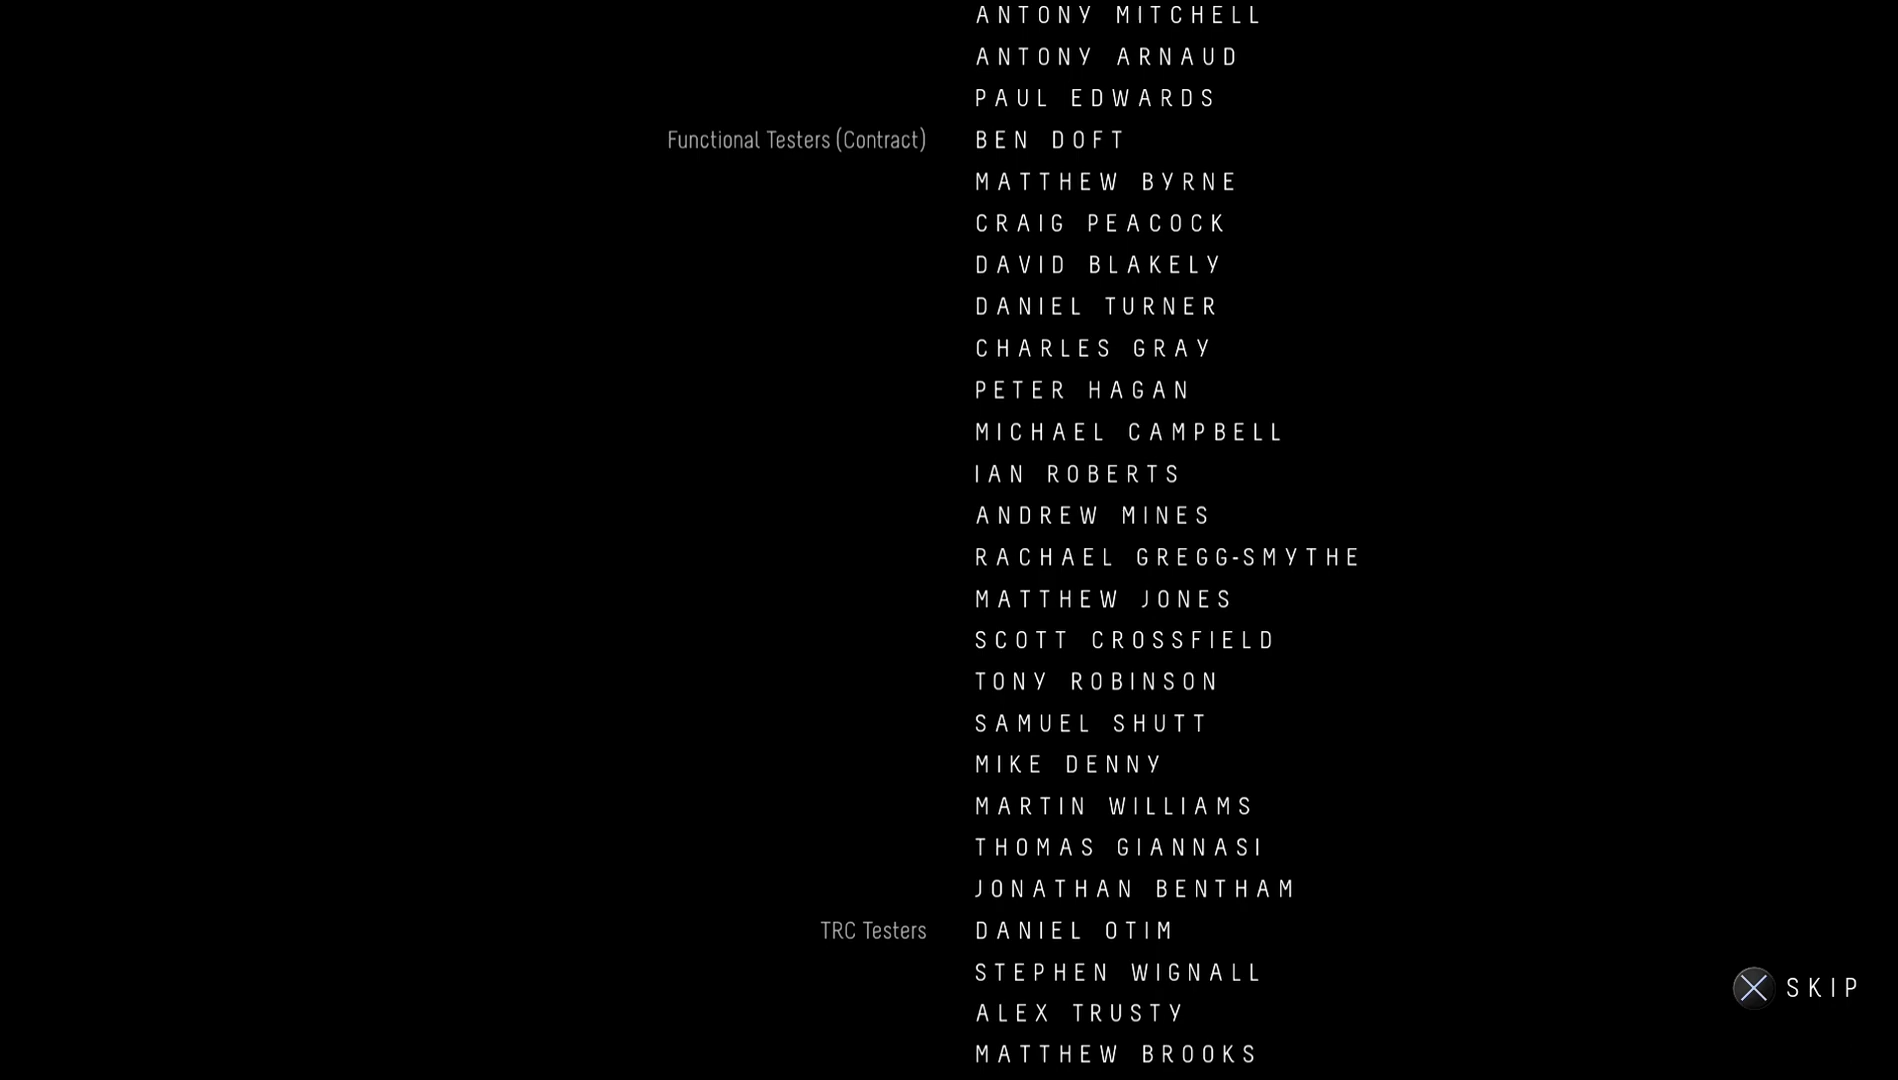 ANTONY MITCHELL
ANTONY ARNAUD
PAUL EDWARDS
Functional Testers (Contract) BEN DOFT
MATTHEW BYRNE
CRAIG PEACOCK
DAVID BLAKELY
DANIEL TURNER
CHARLES GRAY
PETER HAGAN
MICHAEL CAMPBELL
IAN ROBERTS
ANDREW MINES
RACHAEL GREGG-SMYTHE
MATTHEW JONES
SCOTT CROSSFIELD
TONY ROBINSON
SAMUEL SHUTT
MIKE DENNY
MARTIN WILLIAMS
THOMAS GIANNASI
JONATHAN BENTHAM
TRC Testers DANIEL OTIM
STEPHEN WIGNALL
SKIP
ALEX TRUSTY
MATTHEW BROOKS